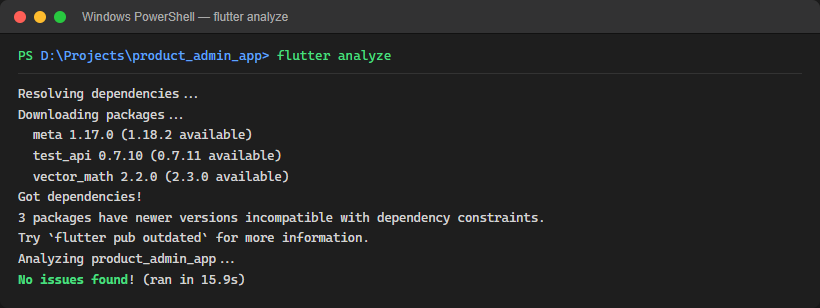 Windows PowerShell — flutter analyze
PS D:\Projects\product_admin_app> flutter analyze
Resolving dependencies...
Downloading packages...
  meta 1.17.0 (1.18.2 available)
  test_api 0.7.10 (0.7.11 available)
  vector_math 2.2.0 (2.3.0 available)
Got dependencies!
3 packages have newer versions incompatible with dependency constraints.
Try `flutter pub outdated` for more information.
Analyzing product_admin_app...
No issues found! (ran in 15.9s)